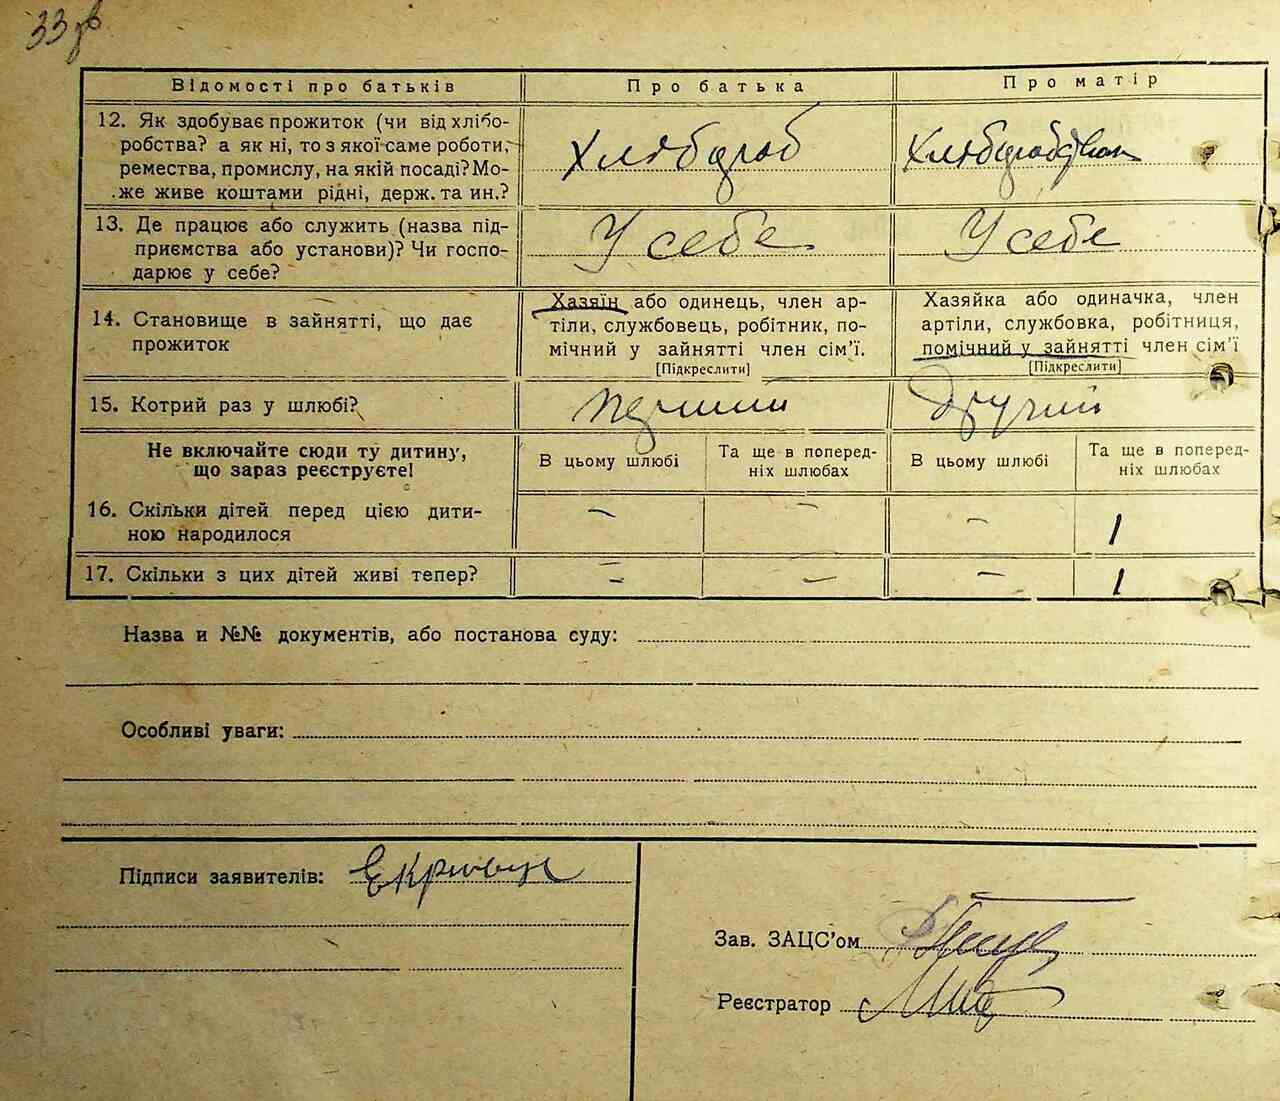 33 зв
Відомості про батьків
Про батька
Про матір
12. Як здобуває прожиток (чи від хлібо-
робства? а як ні, то з якої саме роботи,
ремества, промислу, на якій посаді? Мо-
же живе коштами рідні, держ. та ин.?
Хлібороб
13. Де працює або служить (назва під-
приємства або установи)? Чи госпо-
дарює у себе?
У себе
У себе
14. Становище в зайнятті, що дає
прожиток
Хазяїн або одинець, член ар-
тіли, службовець, робітник, по-
мічний у зайнятті член сім'ї.
[Підкреслити]
Хазяйка або одиначка, член
артіли, службовка, робітниця,
помічний у зайнятті член сім'ї
[Підкреслити]
15. Котрий раз у шлюбі?
Перший
Другий
Не включайте сюди ту дитину,
що зараз реєструєте!
В цьому шлюбі
Та ще в поперед-
ніх шлюбах
В цьому шлюбі
Та ще в поперед-
ніх шлюбах
16. Скільки дітей перед цією дити-
ною народилося
– – – 1
17. Скільки з цих дітей живі тепер?
– – – 1
Назва и №№ документів, або постанова суду:
Особливі уваги:
Підписи заявителів:
Зав. ЗАЦС'ом
Реєстратор